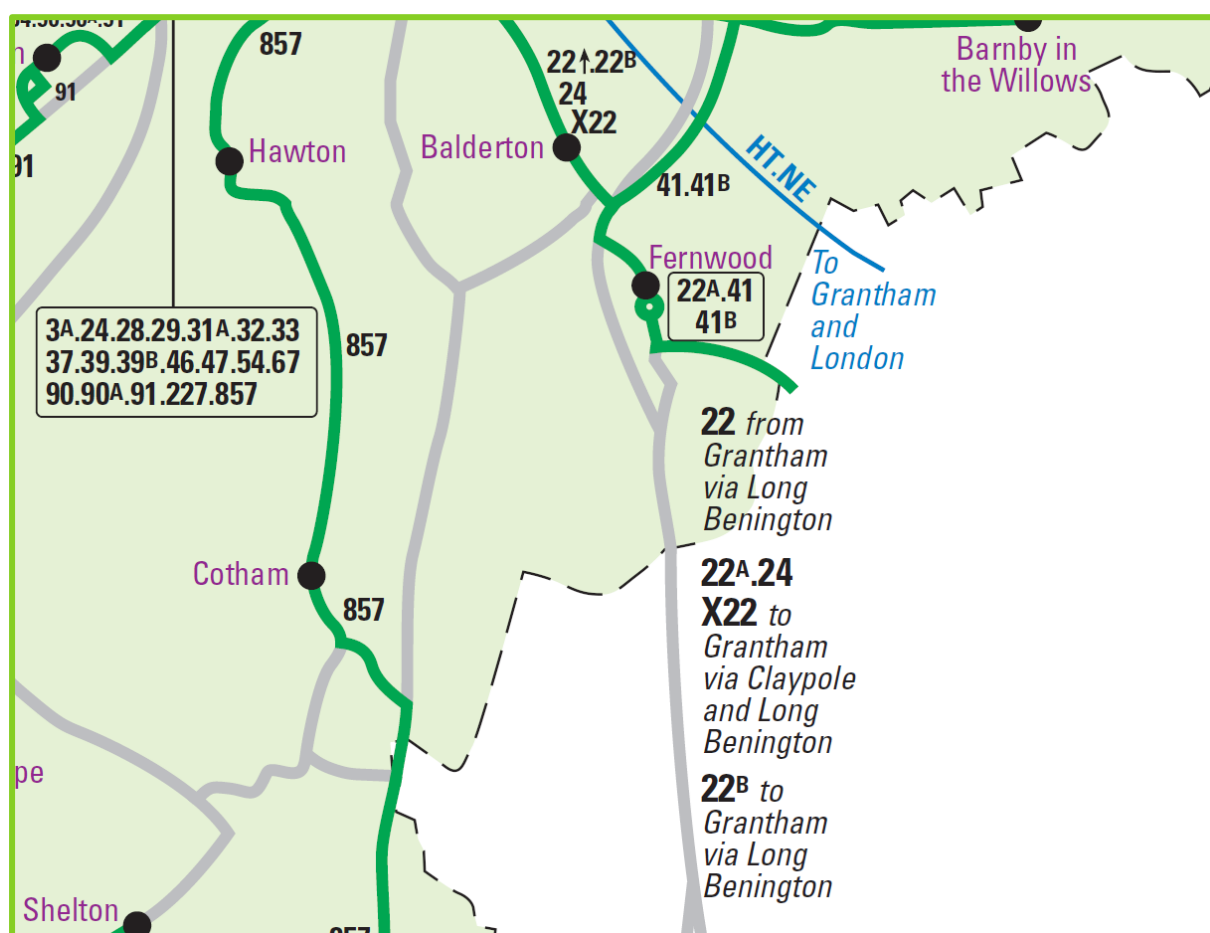 857
Barnby in
the Willows
n
91
22↑.22B
24
X22
Balderton
Hawton
91
HT.NE
41.41B
Fernwood
22A.41
41B
To
Grantham
and
London
3A.24.28.29.31A.32.33
37.39.39B.46.47.54.67
90.90A.91.227.857
857
22 from
Grantham
via Long
Benington
Cotham
857
22A.24
X22 to
Grantham
via Claypole
and Long
Benington
pe
22B to
Grantham
via Long
Benington
Shelton
857